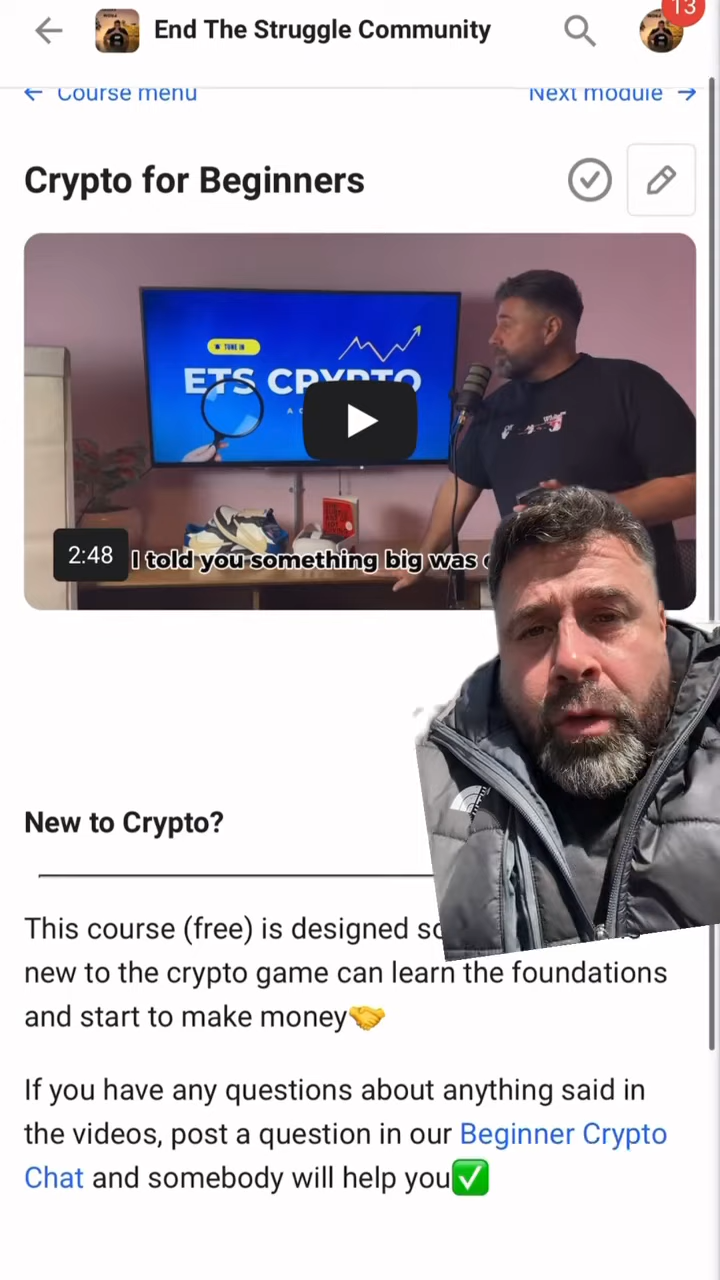 13
End The Struggle Community
← Course menu
Next module →
Crypto for Beginners
TUNE IN
ETS CRYPTO
2:48
I told you something big was
New to Crypto?
This course (free) is designed
new to the crypto game can learn the foundations
and start to make money🤝
If you have any questions about anything said in
the videos, post a question in our Beginner Crypto
Chat and somebody will help you✅